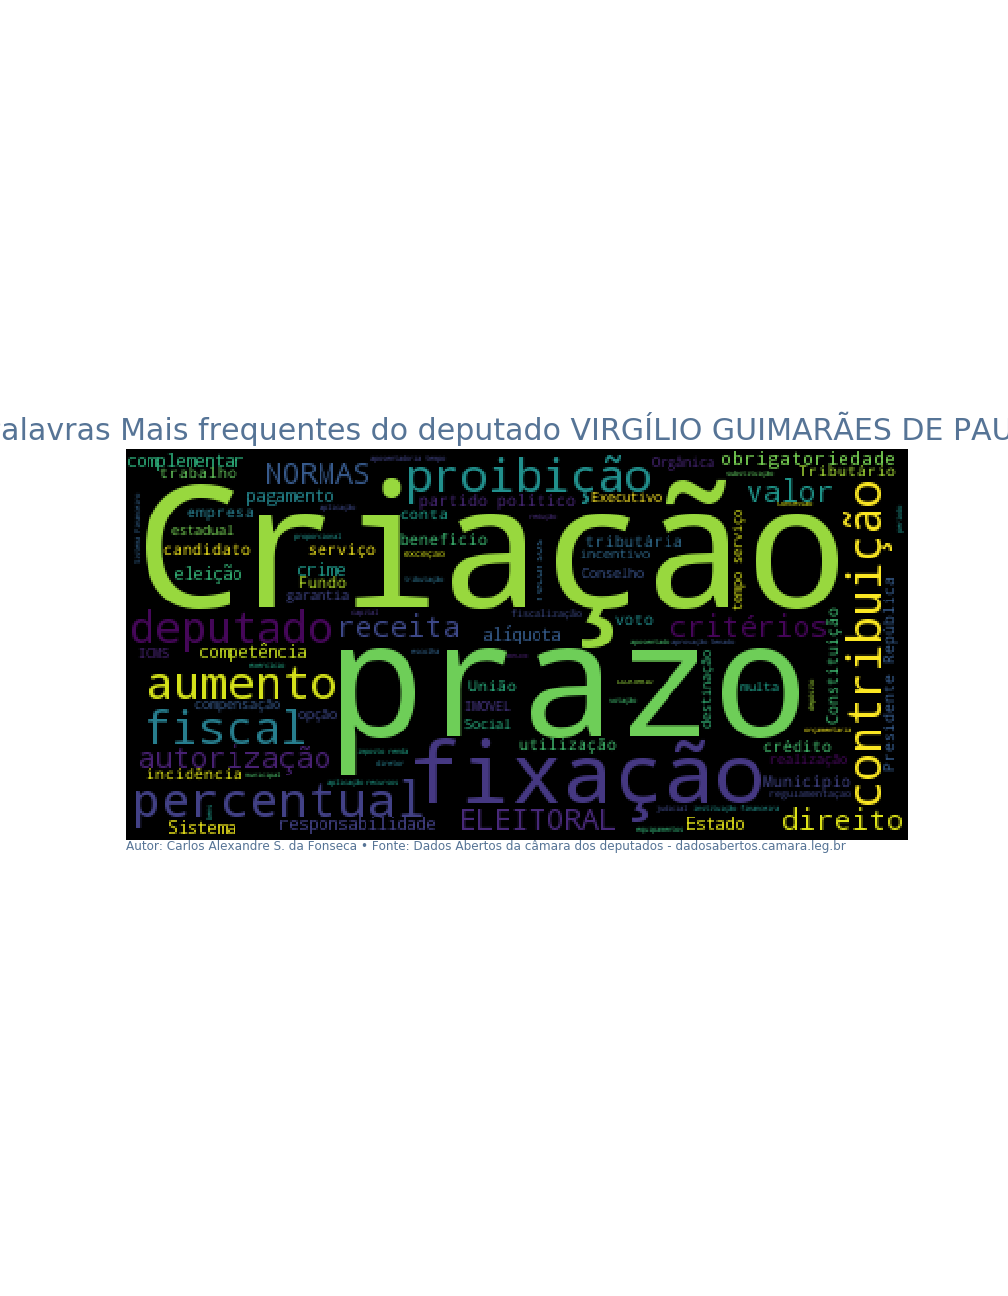 alavras Mais frequentes do deputado VIRGÍLIO GUIMARÃES DE PAU
complementar
trabalho
NORMAS
proibição
Orgânica
obrigatoriedade
Tributário
pagamento
partido político
Executivo
valor
empresa
conta
estadual
Criação
candidato
serviço
benefício
exceção
tributária
incentivo
tempo serviço
contribuição
eleição
crime
Fundo
garantia
Conselho
deputado
receita
fiscalização
voto
critérios
alíquota
ICMS
competência
prazo
Constituição
Presidente República
aumento
União
destinação
multa
compensação
IMOVEL
opção
Social
fiscal
utilização
crédito
autorização
realização
incidência
fixação
Municipio
percentual
Sistema
responsabilidade
ELEITORAL
Estado
direito
Autor: Carlos Alexandre S. da Fonseca • Fonte: Dados Abertos da câmara dos deputados - dadosabertos.camara.leg.br